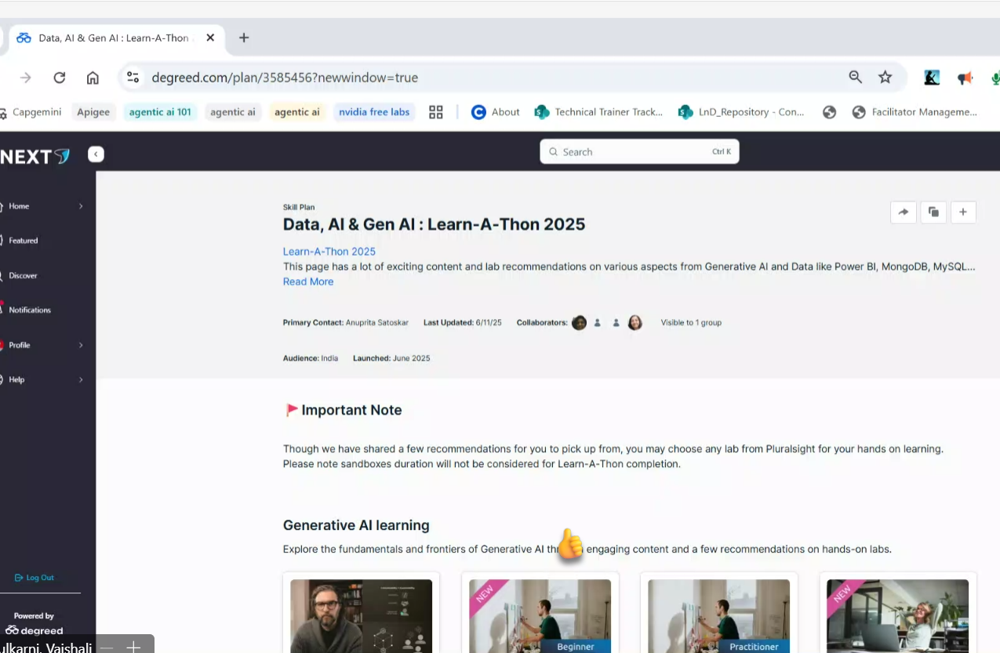 Data, AI & Gen AI : Learn-A-Thon
degreed.com/plan/3585456?newwindow=true
Capgemini Apigee agentic ai 101 agentic ai agentic ai nvidia free labs About Technical Trainer Track... LnD_Repository - Con... Facilitator Manageme...
NEXT
Search Ctrl K
Home
Featured
Discover
Notifications
Profile
Help
Skill Plan
Data, AI & Gen AI : Learn-A-Thon 2025
Learn-A-Thon 2025
This page has a lot of exciting content and lab recommendations on various aspects from Generative AI and Data like Power BI, MongoDB, MySQL...
Read More
Primary Contact: Anuprita Satoskar Last Updated: 6/11/25 Collaborators: Visible to 1 group
Audience: India Launched: June 2025
Important Note
Though we have shared a few recommendations for you to pick up from, you may choose any lab from Pluralsight for your hands on learning.
Please note sandboxes duration will not be considered for Learn-A-Thon completion.
Generative AI learning
Explore the fundamentals and frontiers of Generative AI engaging content and a few recommendations on hands-on labs.
NEW
Beginner
Practitioner
NEW
Log Out
Powered by
degreed
ulkarni, Vaishali